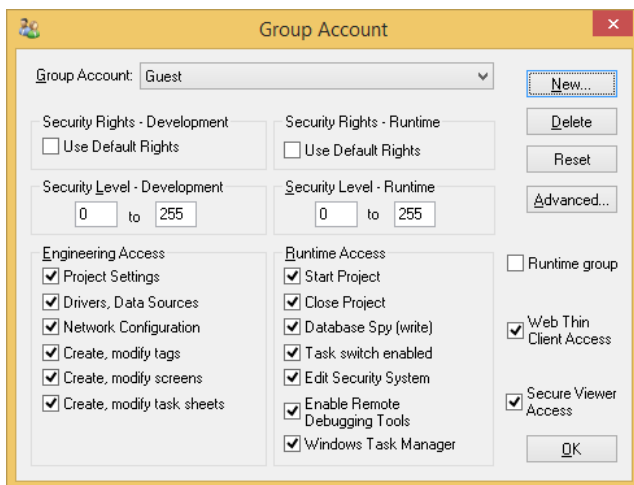 Group Account
Group Account: Guest
New...
Security Rights - Development
Use Default Rights
Security Rights - Runtime
Use Default Rights
Delete
Reset
Security Level - Development
0 to 255
Security Level - Runtime
0 to 255
Advanced...
Engineering Access
Project Settings
Drivers, Data Sources
Network Configuration
Create, modify tags
Create, modify screens
Create, modify task sheets
Runtime Access
Start Project
Close Project
Database Spy (write)
Task switch enabled
Edit Security System
Enable Remote
Debugging Tools
Windows Task Manager
Runtime group
Web Thin
Client Access
Secure Viewer
Access
OK